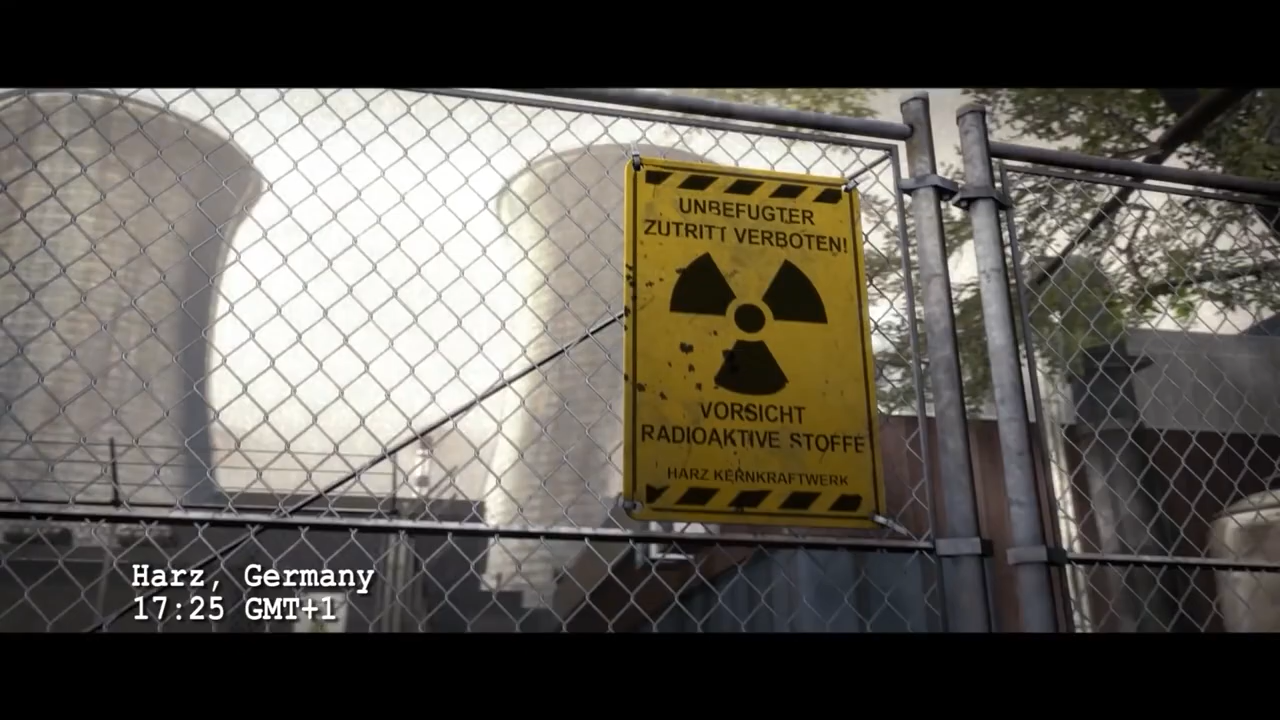 UNBEFUGTER
ZUTRITT VERBOTEN!
VORSICHT
RADIOAKTIVE STOFFE
HARZ KERNKRAFTWERK
Harz, Germany
17:25 GMT+1